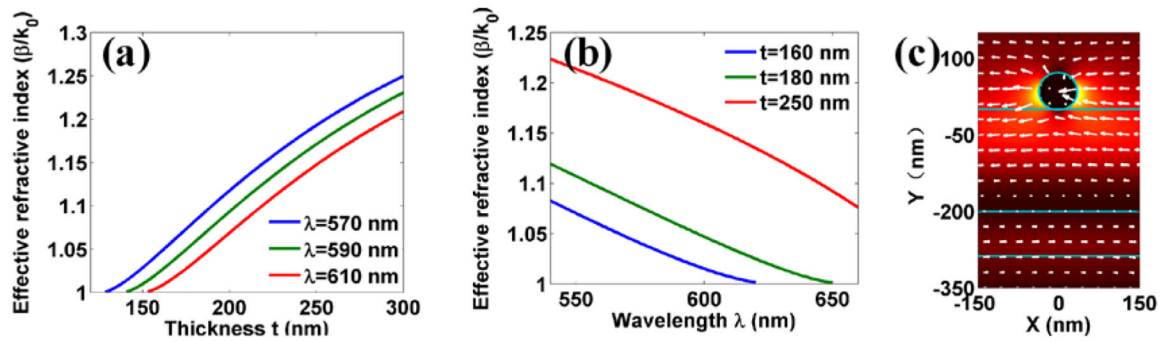 (a)
Effective refractive index (β/k0)
1.3
1.25
1.2
1.15
1.1
1.05
1
150
200
250
300
Thickness t (nm)
λ=570 nm
λ=590 nm
λ=610 nm
(b)
Effective refractive index (β/k0)
1.25
1.2
1.15
1.1
1.05
1
550
600
650
Wavelength λ (nm)
t=160 nm
t=180 nm
t=250 nm
(c)
Y (nm)
100
-50
-200
-350
-150
0
150
X (nm)